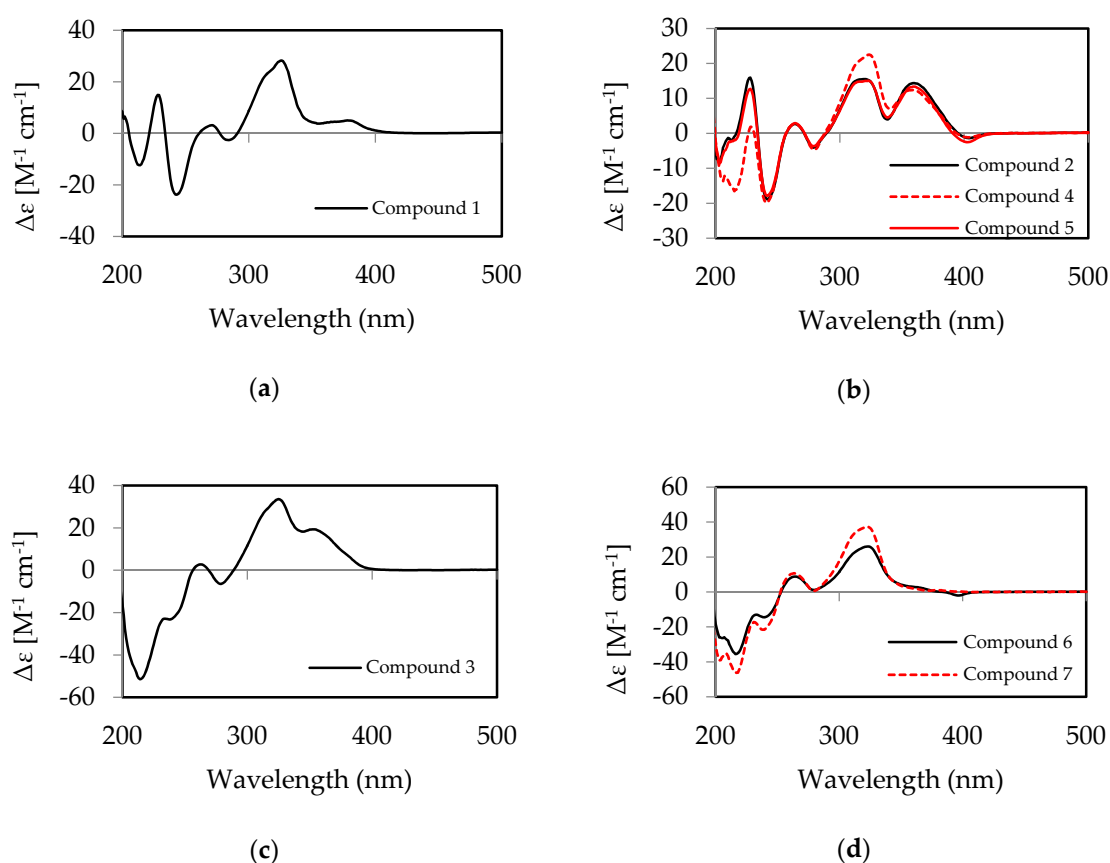 40
20
0
-20
-40
Δε [M⁻¹ cm⁻¹]
Compound 1
200 300 400 500
Wavelength (nm)
(a)
30
20
10
0
-10
-20
-30
Δε [M⁻¹ cm⁻¹]
Compound 2
Compound 4
Compound 5
200 300 400 500
Wavelength (nm)
(b)
40
20
0
-20
-40
-60
Δε [M⁻¹ cm⁻¹]
Compound 3
200 300 400 500
Wavelength (nm)
(c)
60
40
20
0
-20
-40
-60
Δε [M⁻¹ cm⁻¹]
Compound 6
Compound 7
200 300 400 500
Wavelength (nm)
(d)